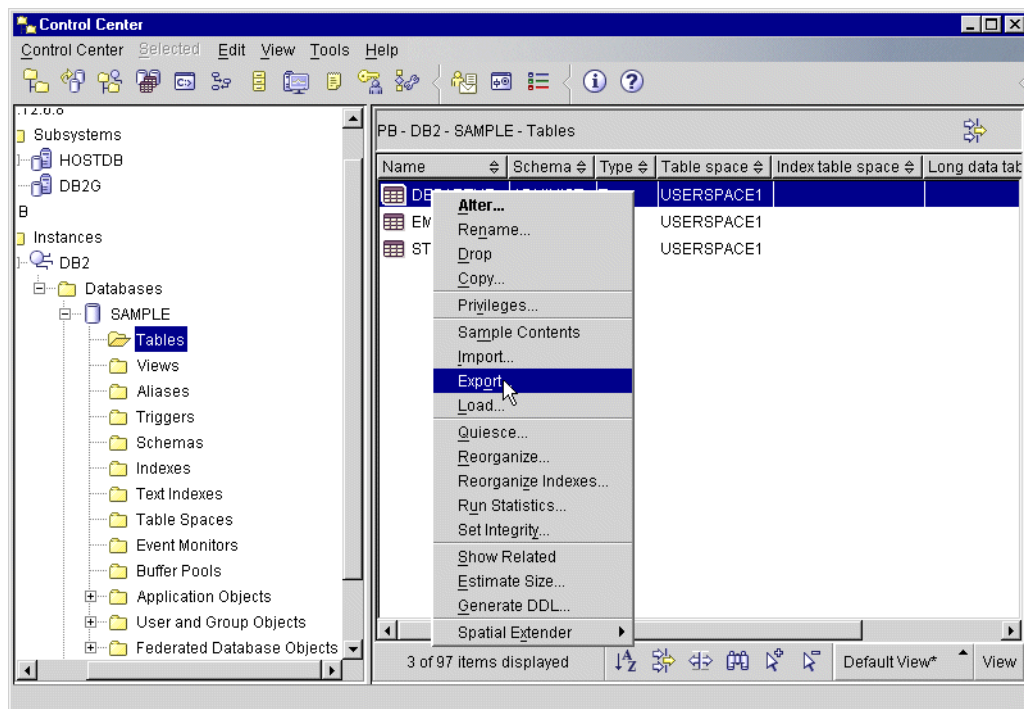 Control Center
Control Center Selected Edit View Tools Help
Subsystems
HOSTDB
DB2G
B
Instances
DB2
Databases
SAMPLE
Tables
Views
Aliases
Triggers
Schemas
Indexes
Text Indexes
Table Spaces
Event Monitors
Buffer Pools
Application Objects
User and Group Objects
Federated Database Objects
PB - DB2 - SAMPLE - Tables
Name Schema Type Table space Index table space Long data tab
USERSPACE1
EM USERSPACE1
ST USERSPACE1
Alter...
Rename...
Drop
Copy...
Privileges...
Sample Contents
Import...
Export...
Load...
Quiesce...
Reorganize...
Reorganize Indexes...
Run Statistics...
Set Integrity...
Show Related
Estimate Size...
Generate DDL...
Spatial Extender
3 of 97 items displayed Default View* View